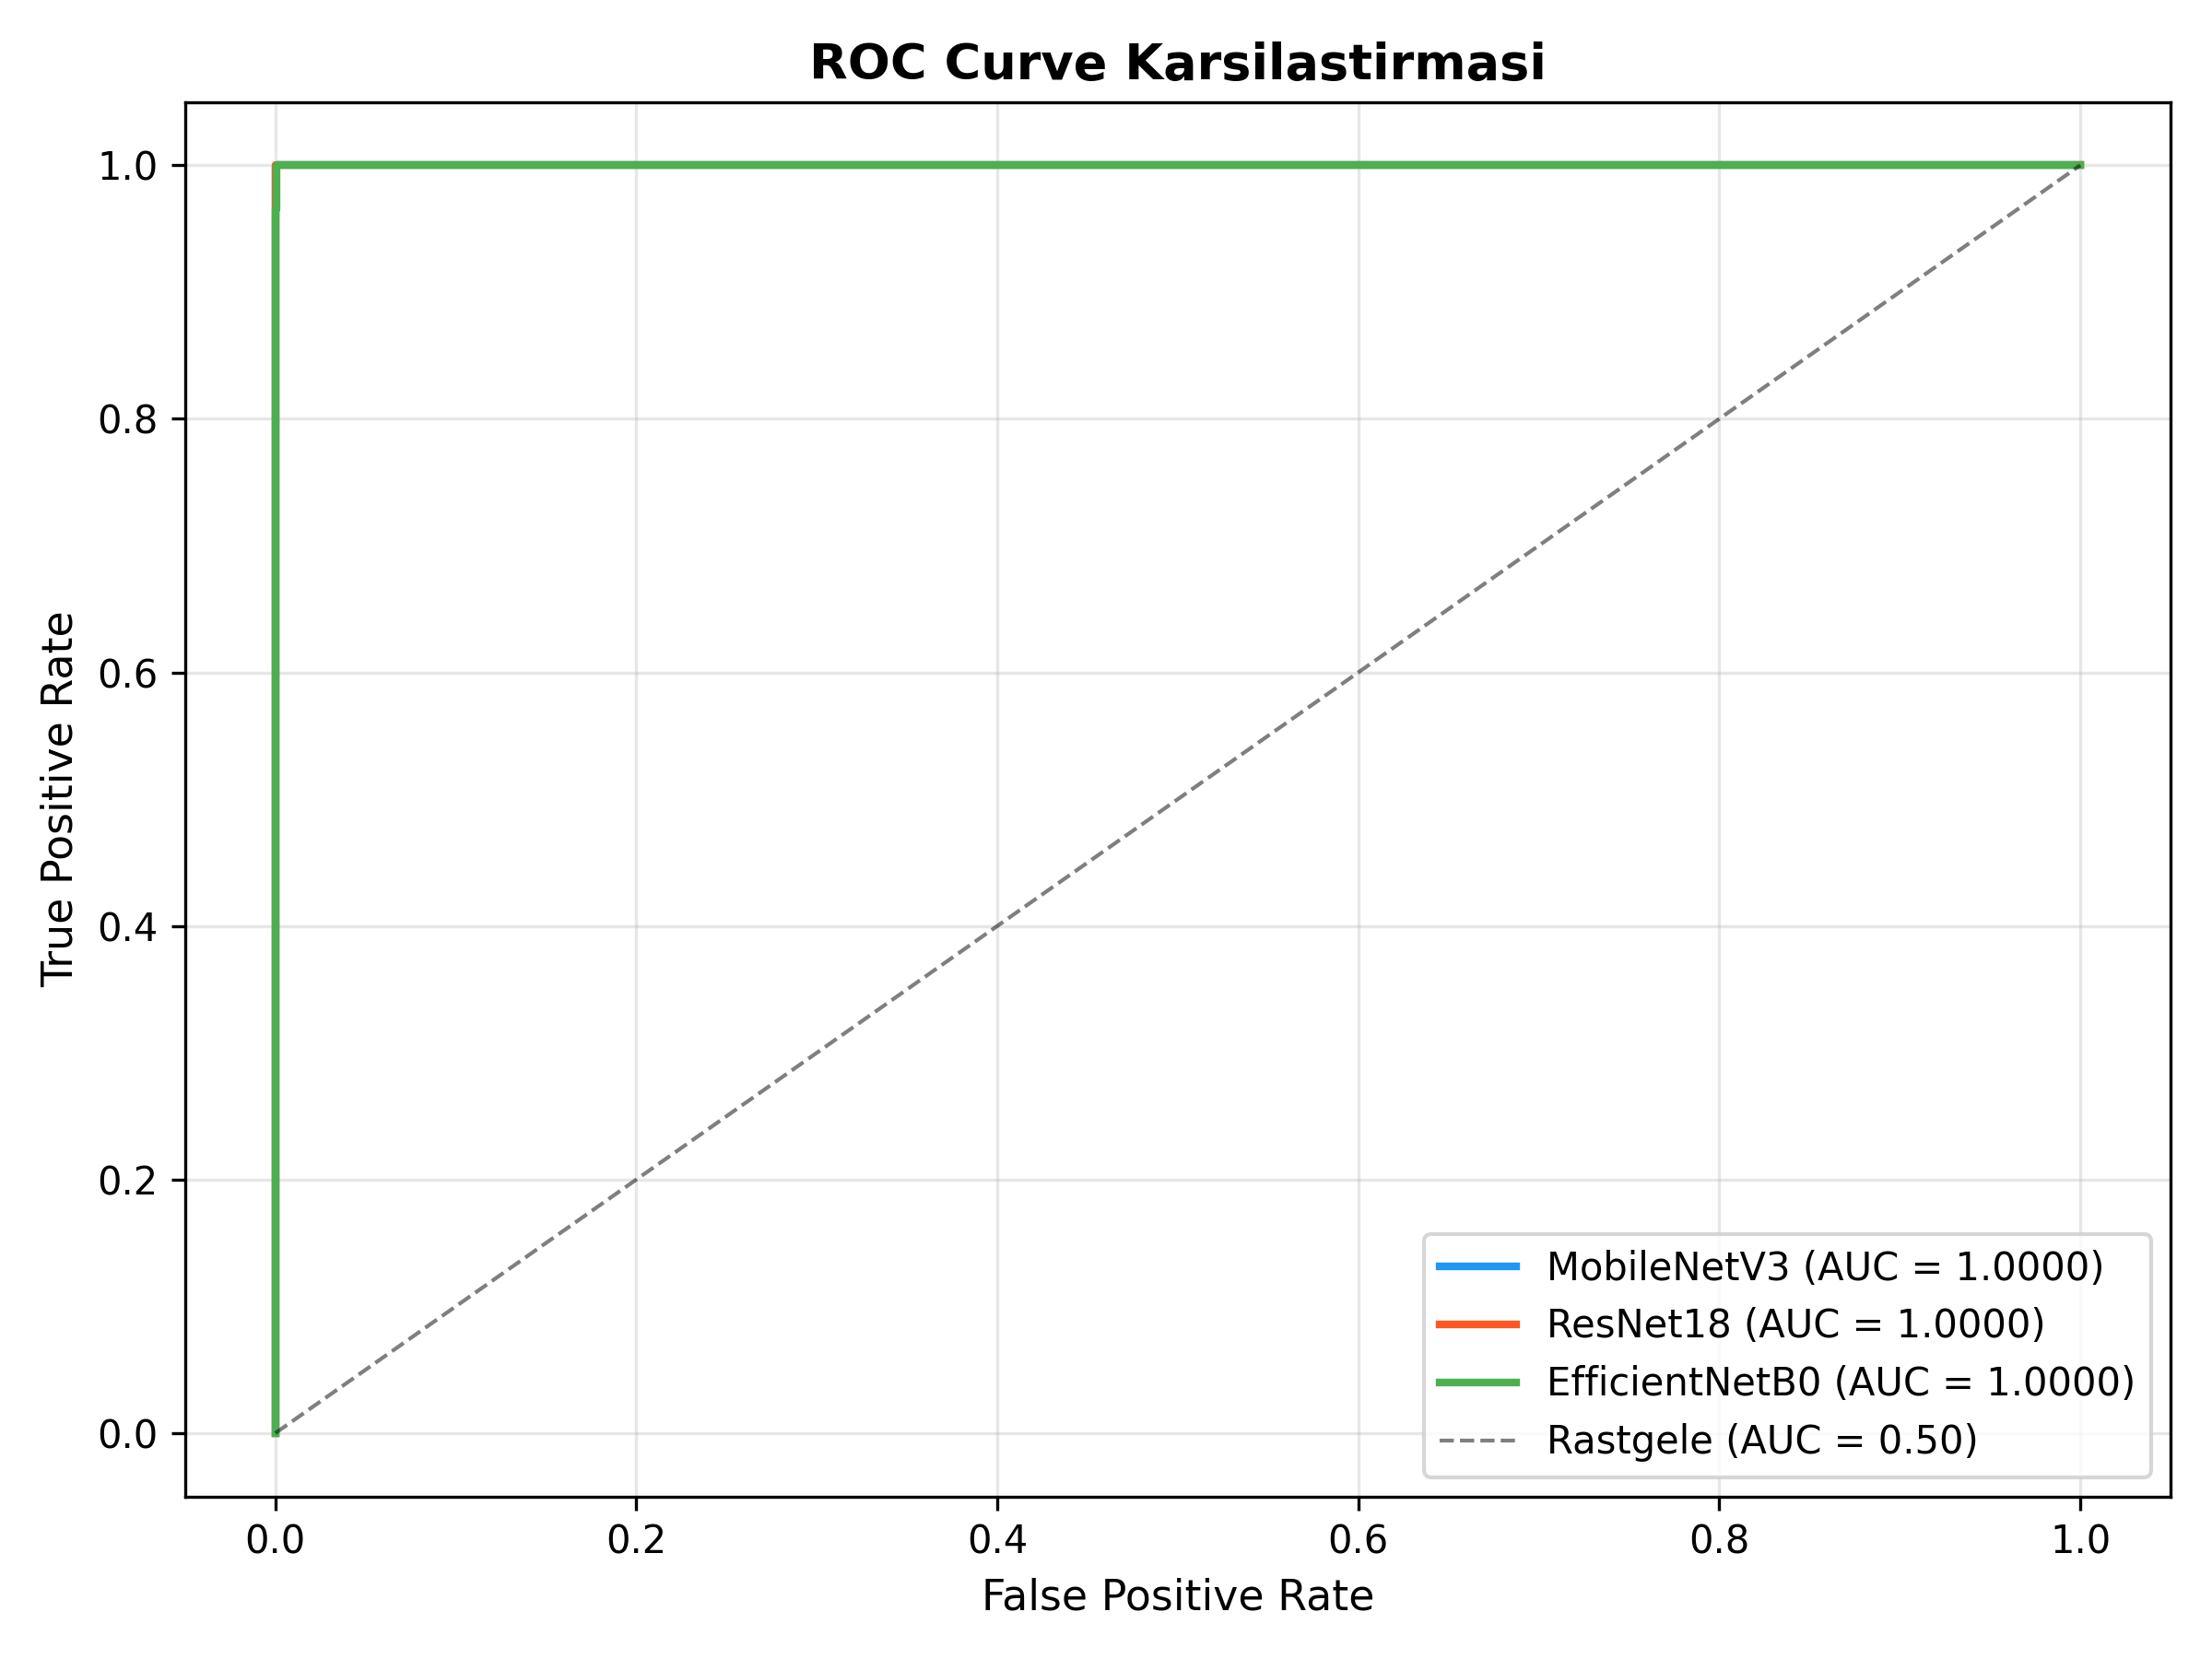 ROC Curve Karsilastirmasi
1.0
0.8
0.6
0.4
0.2
0.0
True Positive Rate
0.0 0.2 0.4 0.6 0.8 1.0
False Positive Rate
MobileNetV3 (AUC = 1.0000)
ResNet18 (AUC = 1.0000)
EfficientNetB0 (AUC = 1.0000)
Rastgele (AUC = 0.50)